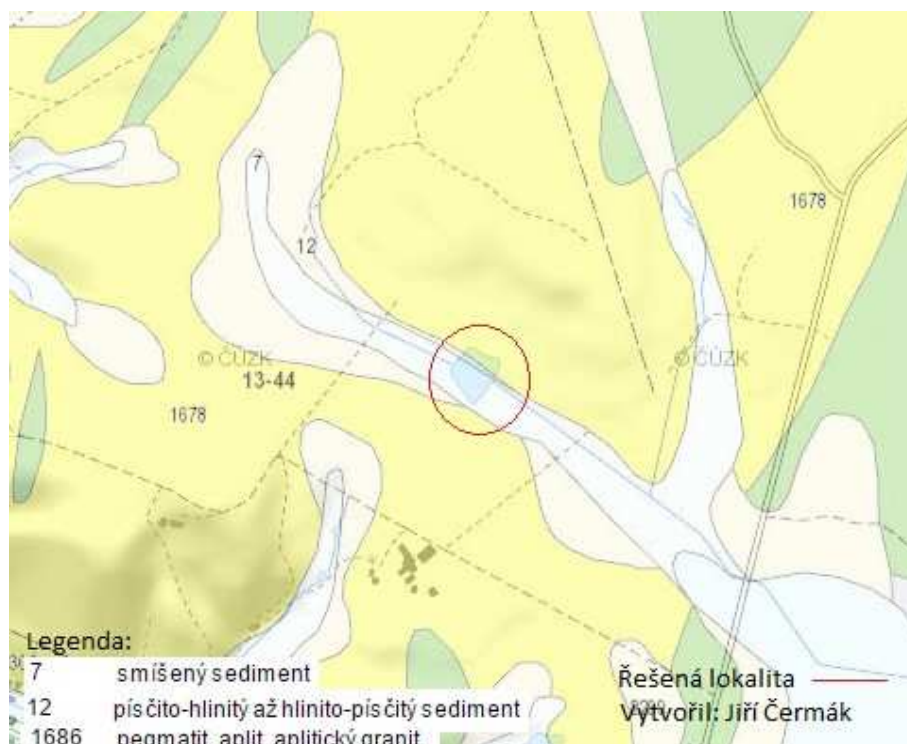 7
1678
12
© ČÚZK
© ČÚZK
13-44
1678
Legenda:
7 smíšený sediment
12 písčito-hlinitý až hlinito-písčitý sediment
1686 pegmatit, aplit, aplitický granit
Řešená lokalita
Vytvořil: Jiří Čermák